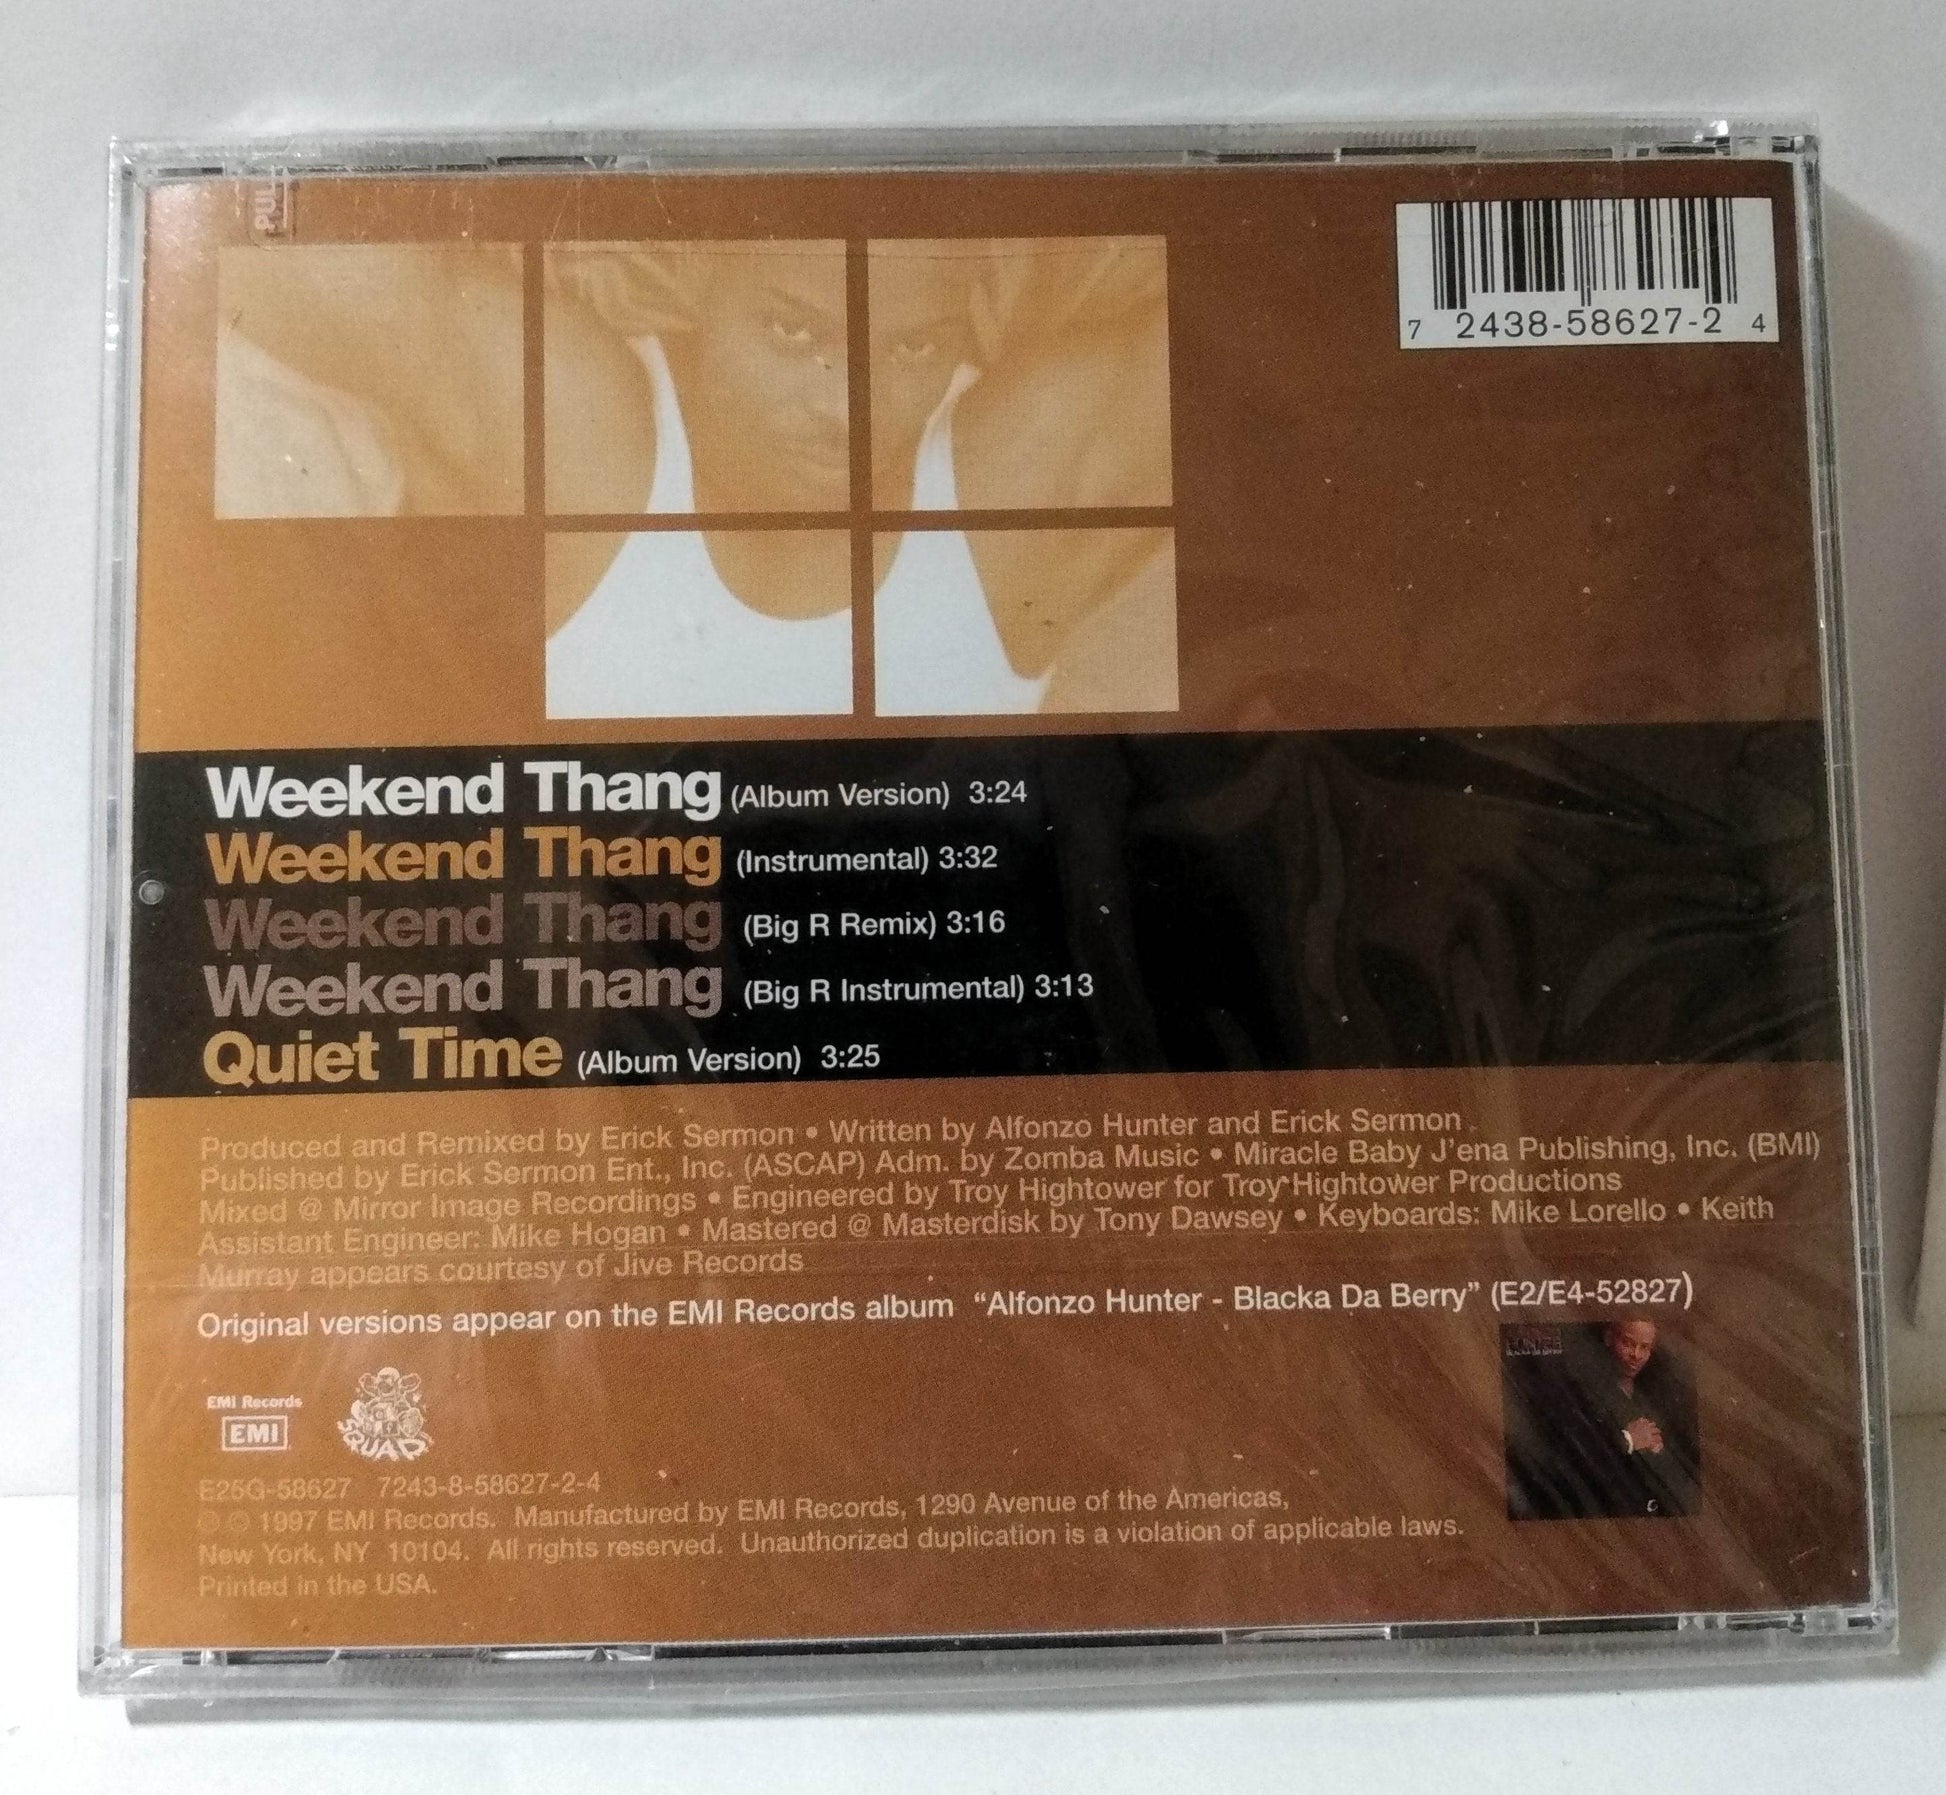 PUL
7 2438-58627-2 4
Weekend Thang (Album Version) 3:24
Weekend Thang (Instrumental) 3:32
Weekend Thang (Big R Remix) 3:16
Weekend Thang (Big R Instrumental) 3:13
Quiet Time (Album Version) 3:25
Produced and Remixed by Erick Sermon • Written by Alfonzo Hunter and Erick Sermon
Published by Erick Sermon Ent., Inc. (ASCAP) Adm. by Zomba Music • Miracle Baby J'ena Publishing, Inc. (BMI)
Mixed @ Mirror Image Recordings • Engineered by Troy Hightower for Troy Hightower Productions
Assistant Engineer: Mike Hogan • Mastered @ Masterdisk by Tony Dawsey • Keyboards: Mike Lorello • Keith
Murray appears courtesy of Jive Records
Original versions appear on the EMI Records album “Alfonzo Hunter - Blacka Da Berry” (E2/E4-52827)
EMI Records
EMI
SQUAD
E25G-58627 7243-8-58627-2-4
℗ © 1997 EMI Records. Manufactured by EMI Records, 1290 Avenue of the Americas,
New York, NY 10104. All rights reserved. Unauthorized duplication is a violation of applicable laws.
Printed in the USA.